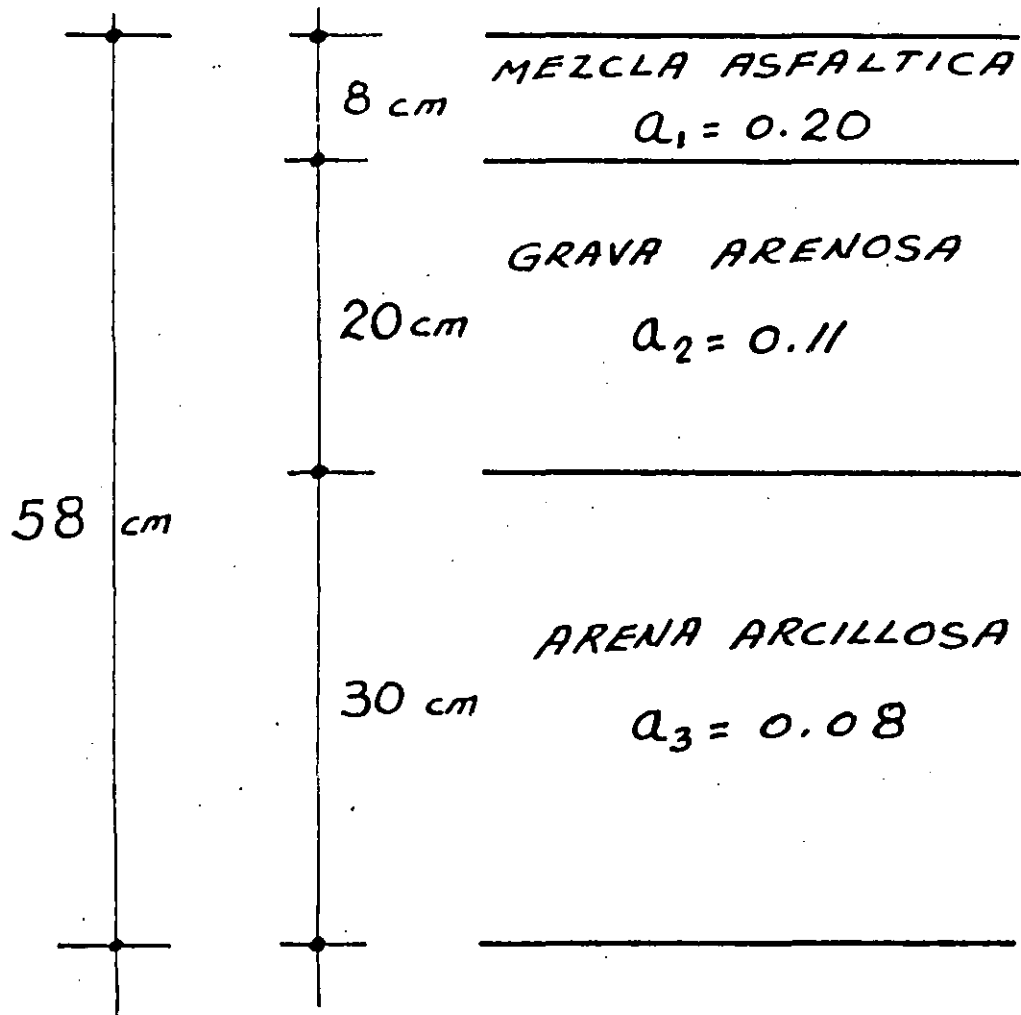 MEZCLA ASFALTICA
8 cm
a₁ = 0.20
GRAVA ARENOSA
20 cm
a₂ = 0.11
58 cm
ARENA ARCILLOSA
30 cm
a₃ = 0.08